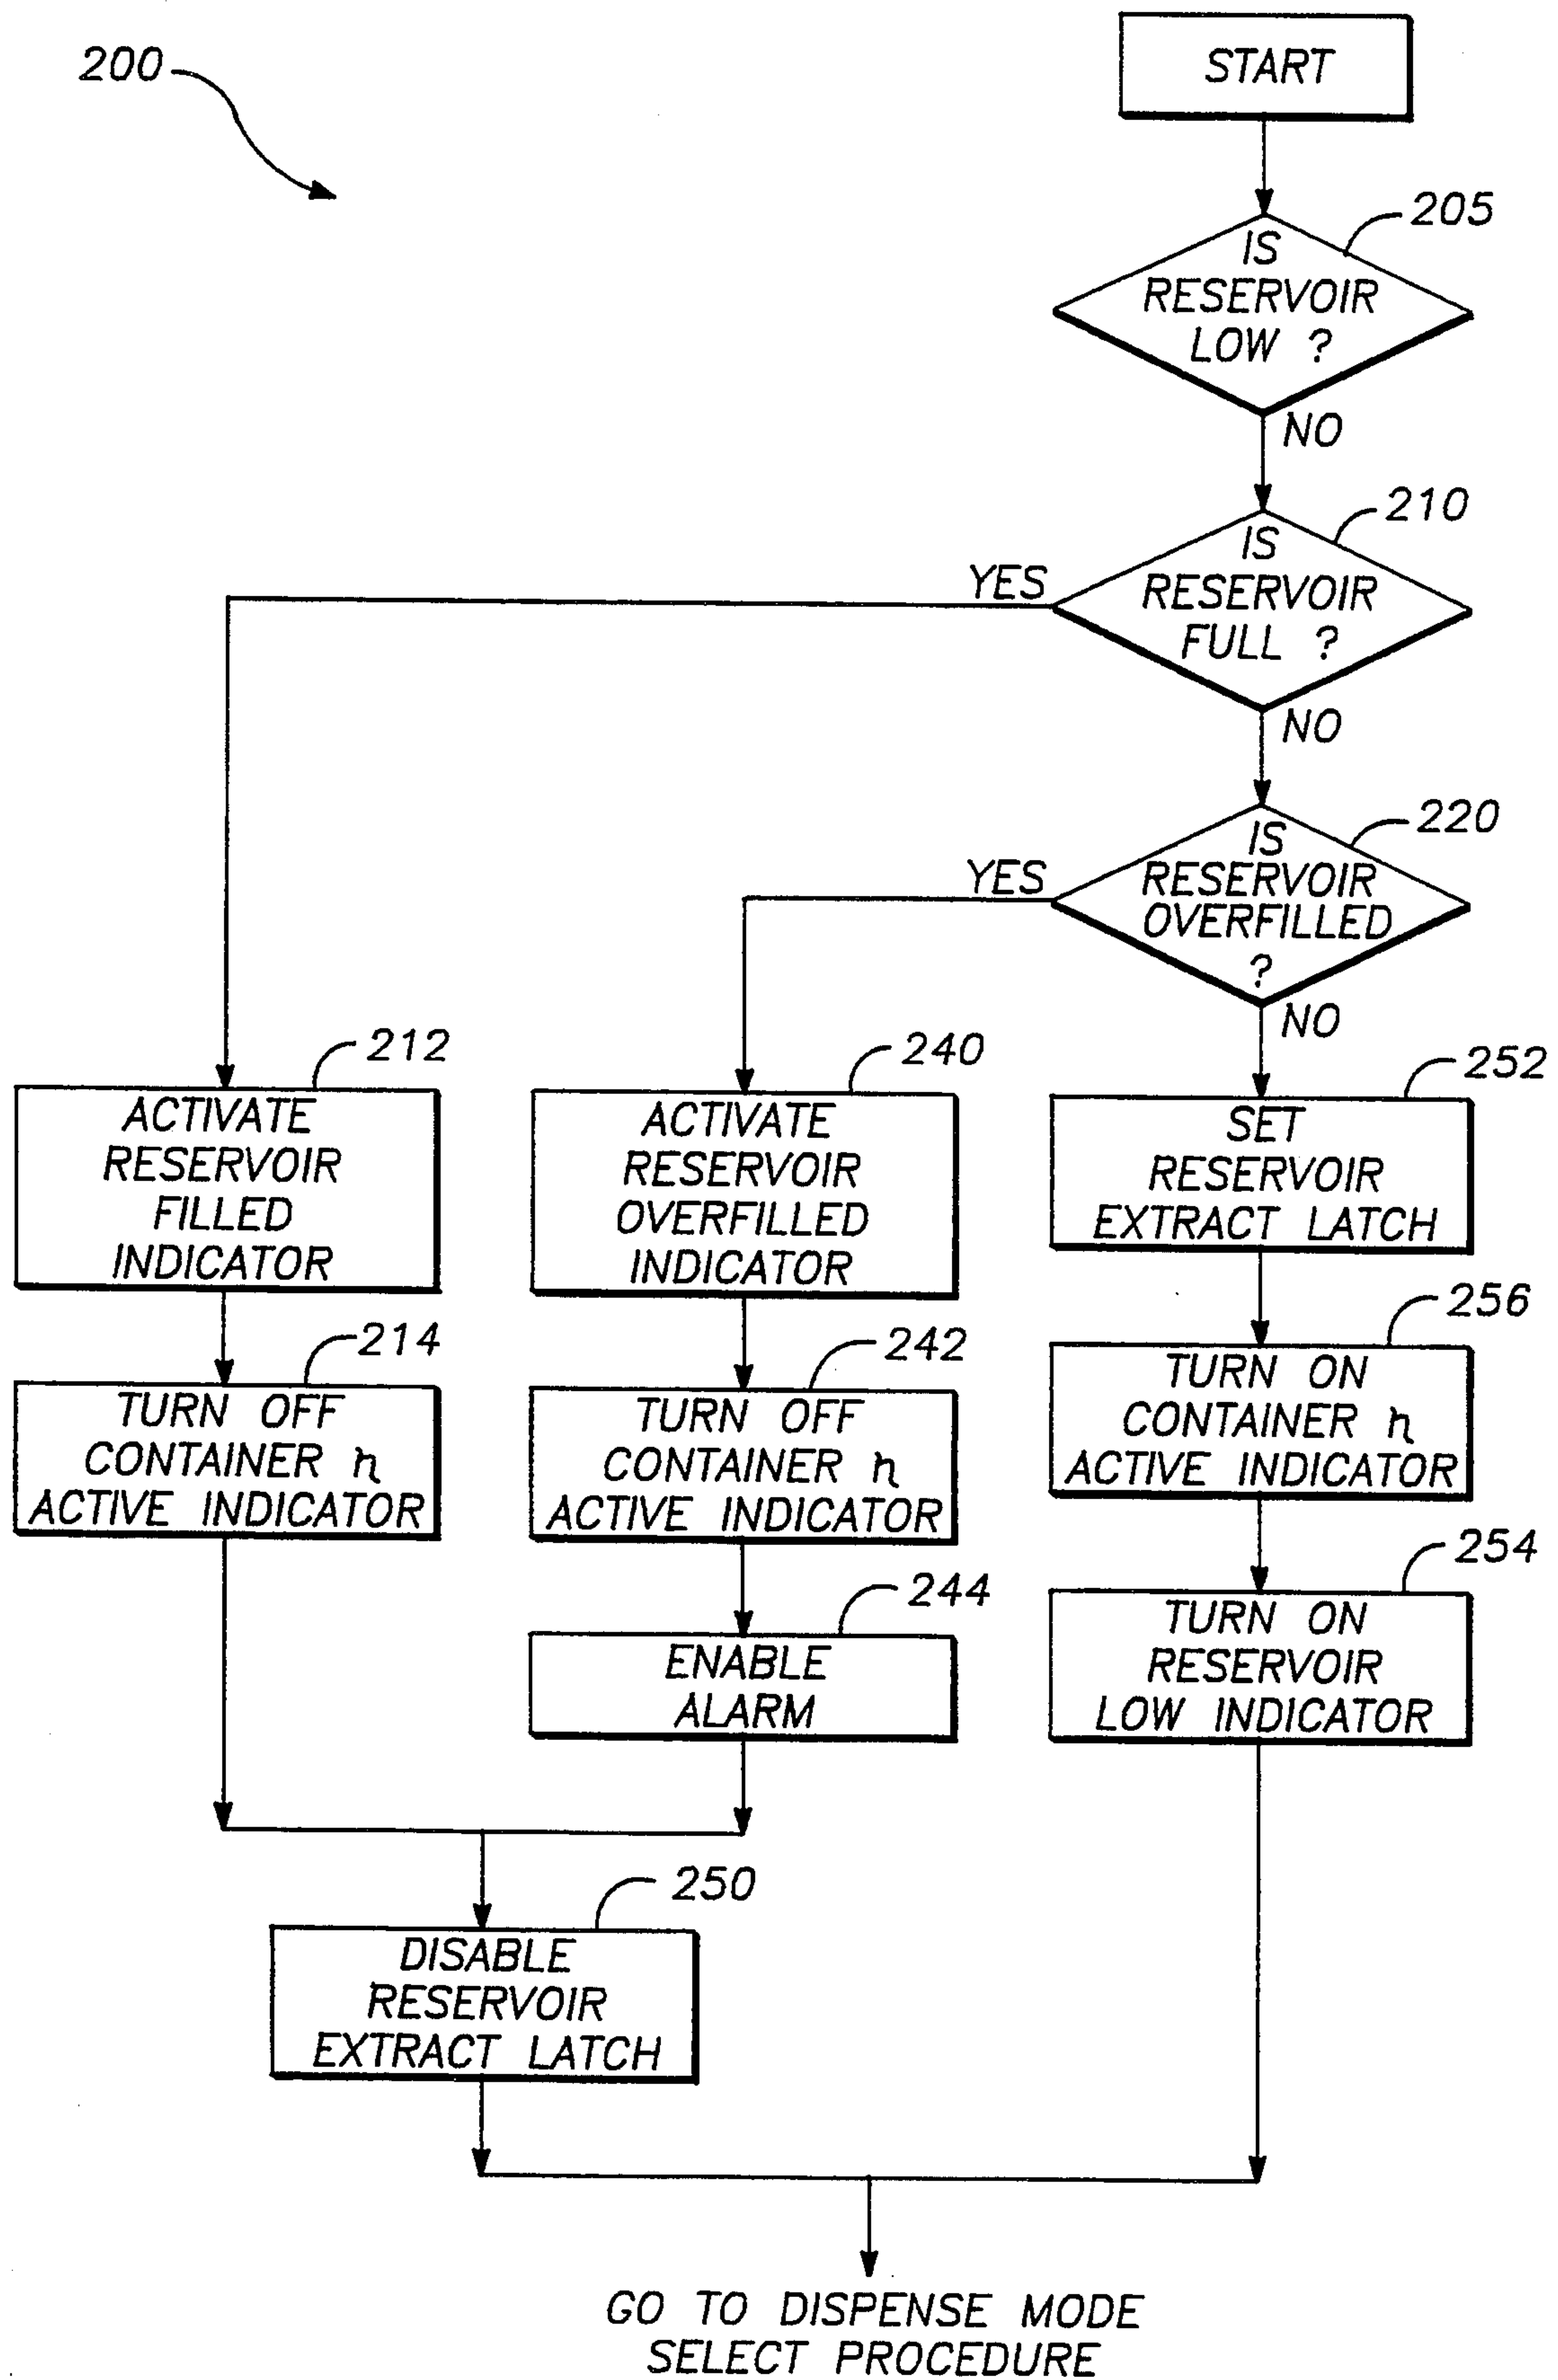 200
START
205
IS
RESERVOIR
LOW ?
NO
210
IS
RESERVOIR
FULL ?
YES
NO
220
IS
RESERVOIR
OVERFILLED
?
YES
NO
212
ACTIVATE
RESERVOIR
FILLED
INDICATOR
240
ACTIVATE
RESERVOIR
OVERFILLED
INDICATOR
252
SET
RESERVOIR
EXTRACT LATCH
214
TURN OFF
CONTAINER n
ACTIVE INDICATOR
242
TURN OFF
CONTAINER n
ACTIVE INDICATOR
256
TURN ON
CONTAINER n
ACTIVE INDICATOR
244
ENABLE
ALARM
254
TURN ON
RESERVOIR
LOW INDICATOR
250
DISABLE
RESERVOIR
EXTRACT LATCH
GO TO DISPENSE MODE
SELECT PROCEDURE